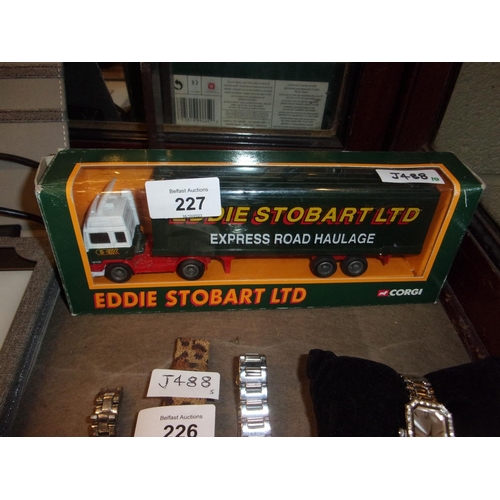 Belfast Auctions
227
J488
EDDIE STOBART LTD
EXPRESS ROAD HAULAGE
EDDIE STOBART LTD
CORGI
J488
S
Belfast Auctions
226